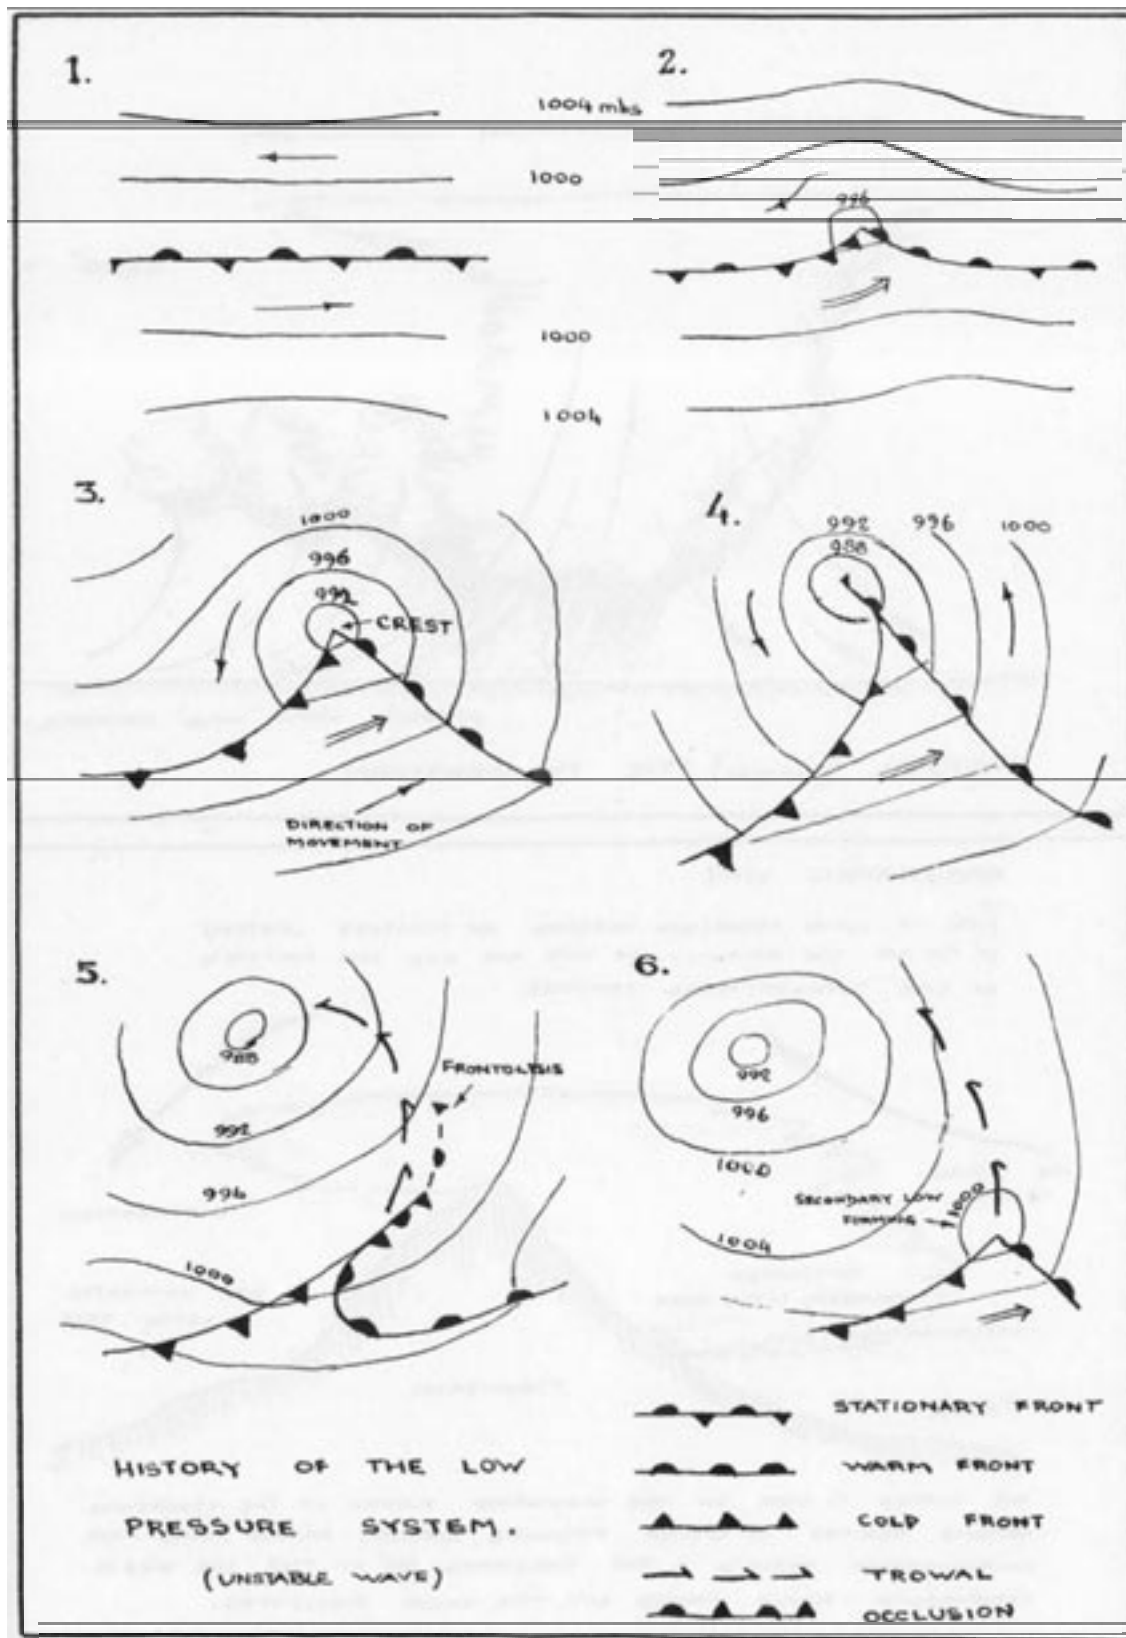 1.
2.
1004 mbs
1000
996
1000
1004
3.
4.
1000
996
992
CREST
DIRECTION OF
MOVEMENT
992
988
996
1000
5.
6.
988
FRONTOLYSIS
992
996
1000
992
996
1000
SECONDARY LOW
FORMING
1000
1004
STATIONARY FRONT
WARM FRONT
COLD FRONT
TROWAL
OCCLUSION
HISTORY OF THE LOW
PRESSURE SYSTEM.
(UNSTABLE WAVE)